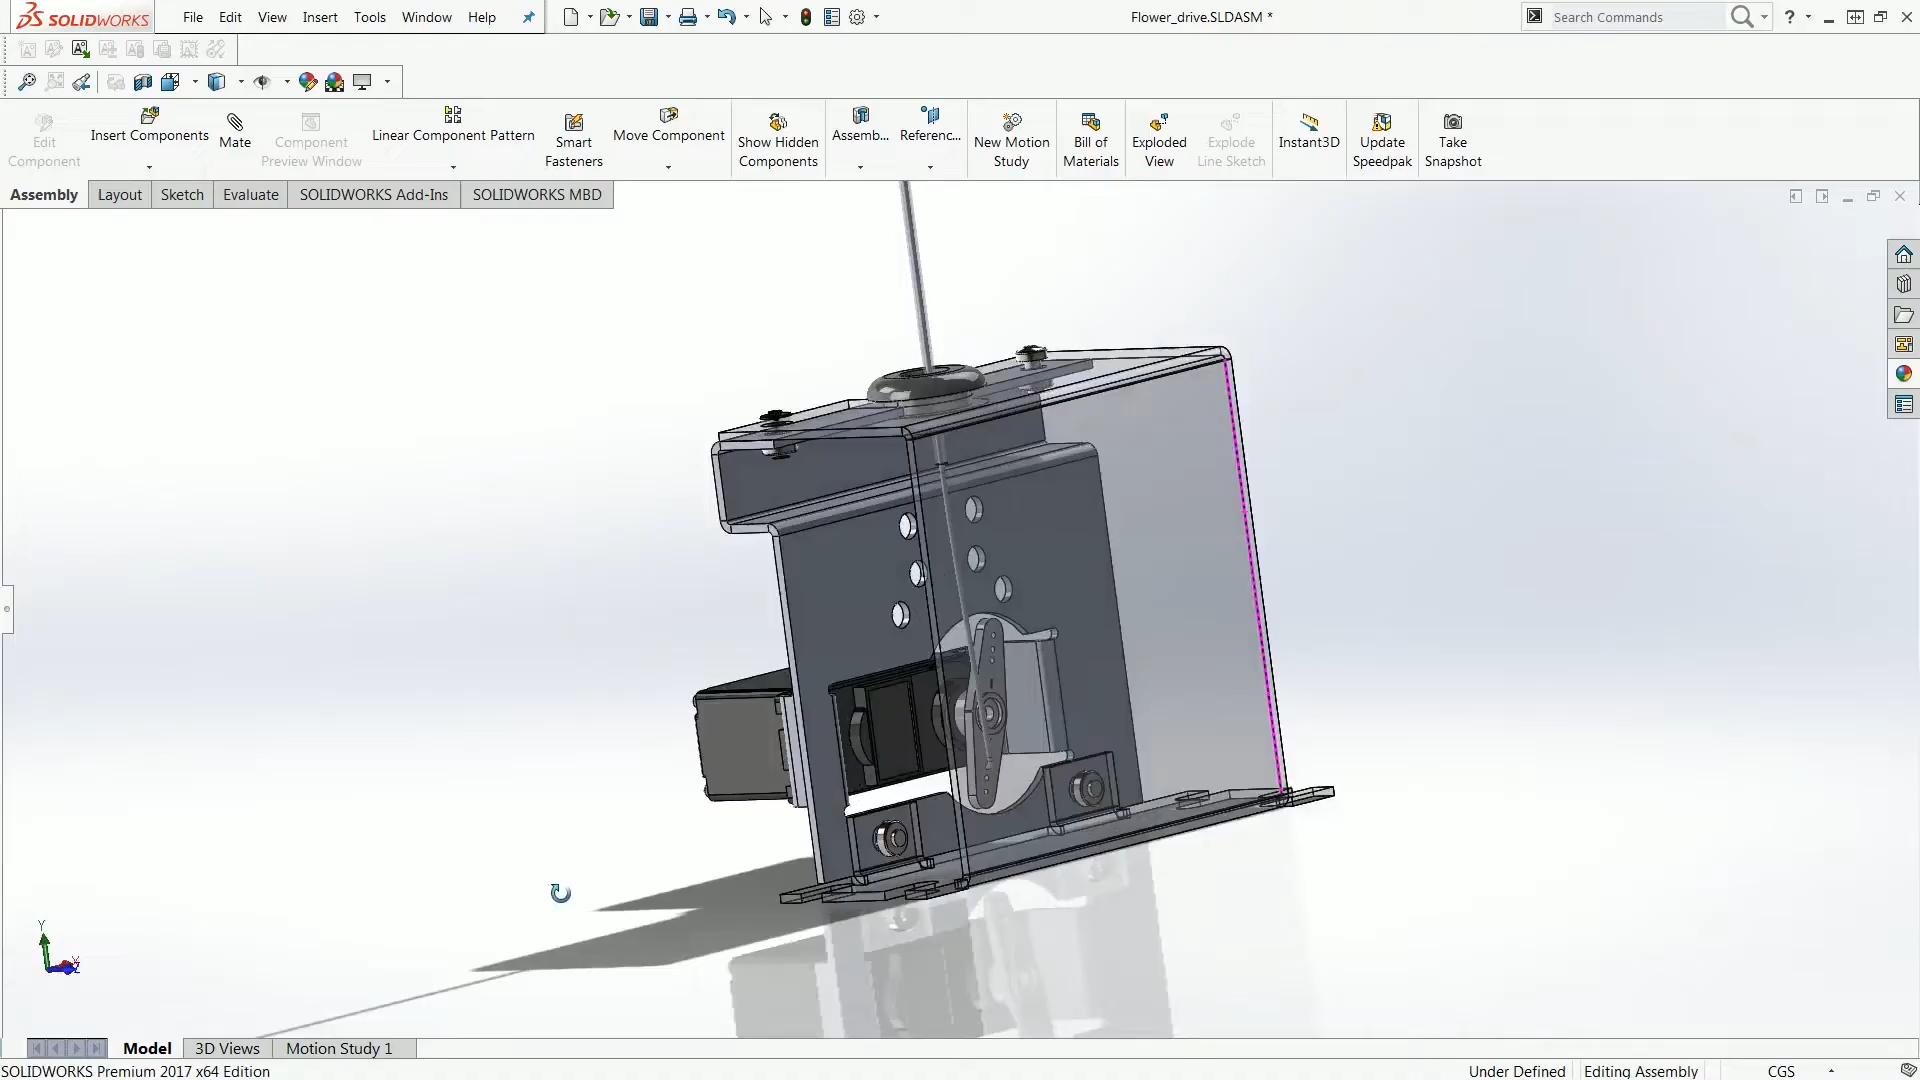 SOLIDWORKS File Edit View Insert Tools Window Help Flower_drive.SLDASM * Search Commands ?
Edit Component
Insert Components
Mate
Component Preview Window
Linear Component Pattern
Smart Fasteners
Move Component
Show Hidden Components
Assemb...
Referenc...
New Motion Study
Bill of Materials
Exploded View
Explode Line Sketch
Instant3D
Update Speedpak
Take Snapshot
Assembly Layout Sketch Evaluate SOLIDWORKS Add-Ins SOLIDWORKS MBD
Y
Model 3D Views Motion Study 1
SOLIDWORKS Premium 2017 x64 Edition Under Defined Editing Assembly CGS